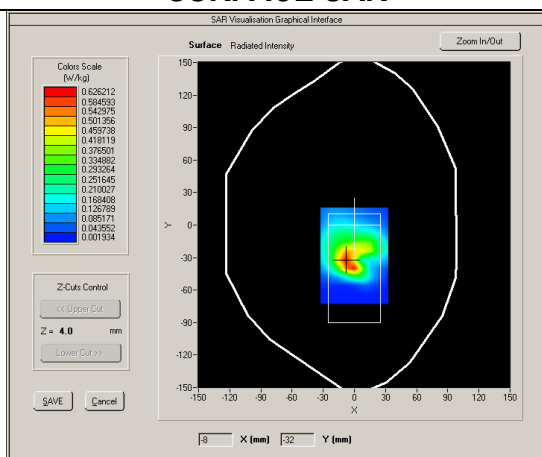 SAR Visualisation Graphical Interface
Surface Radiated Intensity
Zoom In/Out
Colors Scale
(W/kg)
0.626212
0.584593
0.542975
0.501356
0.459738
0.418119
0.376501
0.334882
0.293264
0.251645
0.210027
0.168408
0.126789
0.085171
0.043552
0.001934
Z-Cuts Control
<< Upper Cut
Z = 4.0 mm
Lower Cut >>
SAVE
Cancel
150
120
90
60
30
0
-30
-60
-90
-120
-150
Y
-150 -120 -90 -60 -30 0 30 60 90 120 150
X
-8 X (mm) -32 Y (mm)